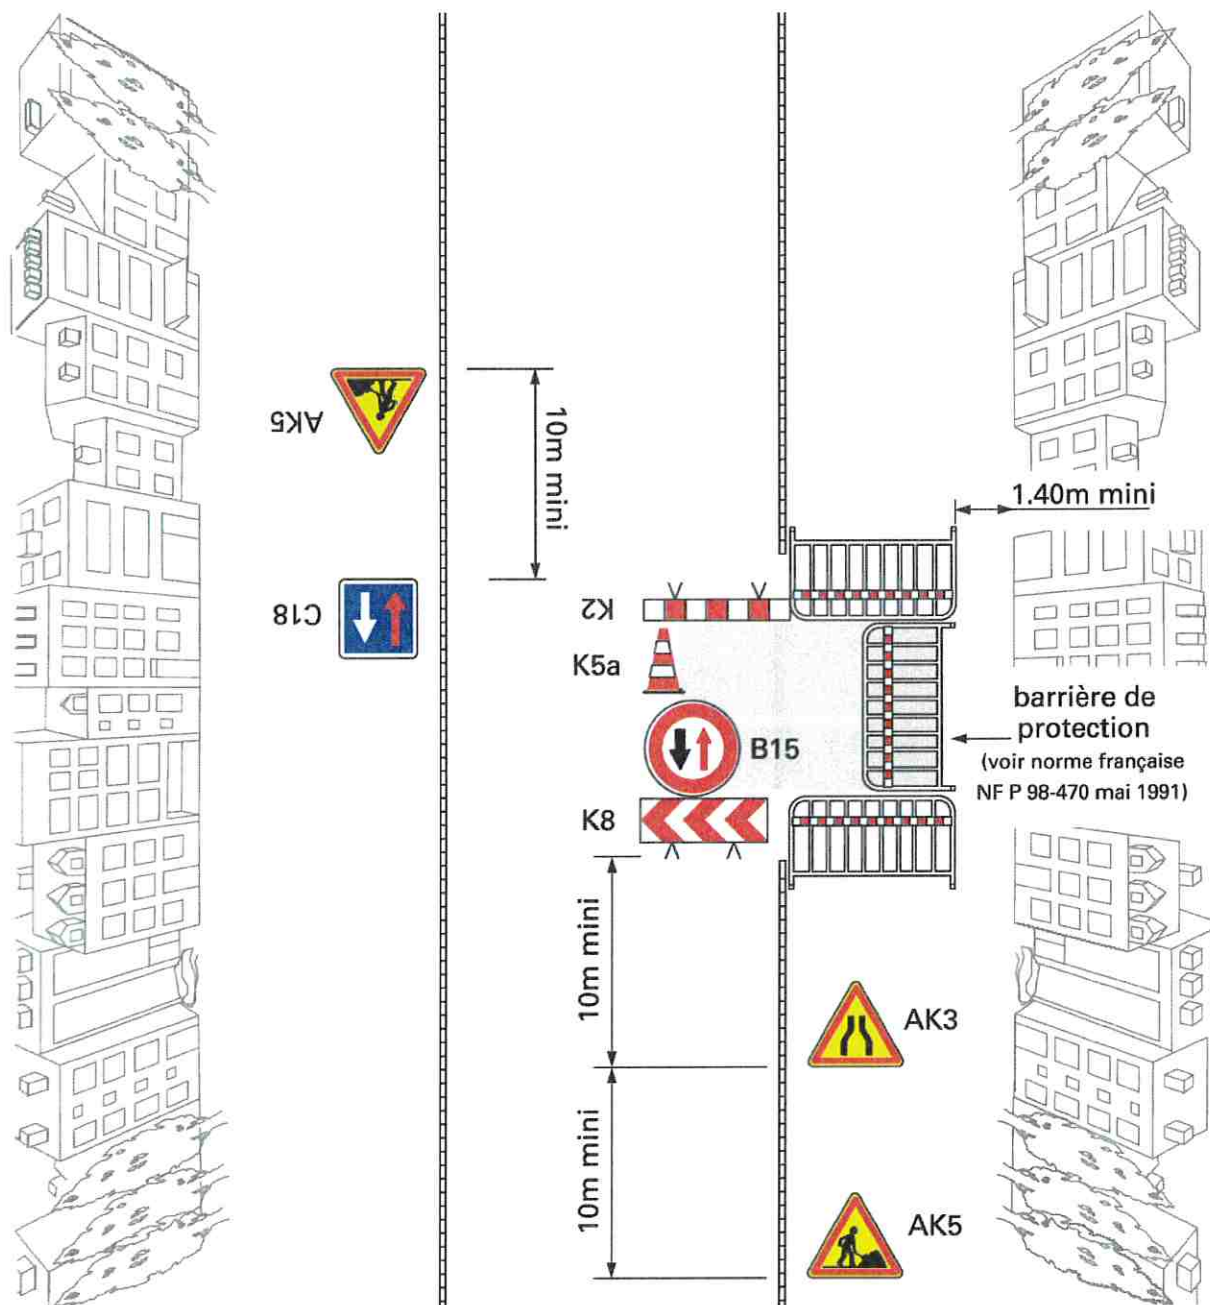 AK5
10m mini
1.40m mini
C18
K2
K5a
B15
barrière de
protection
(voir norme française
NF P 98-470 mai 1991)
K8
10m mini
AK3
10m mini
AK5